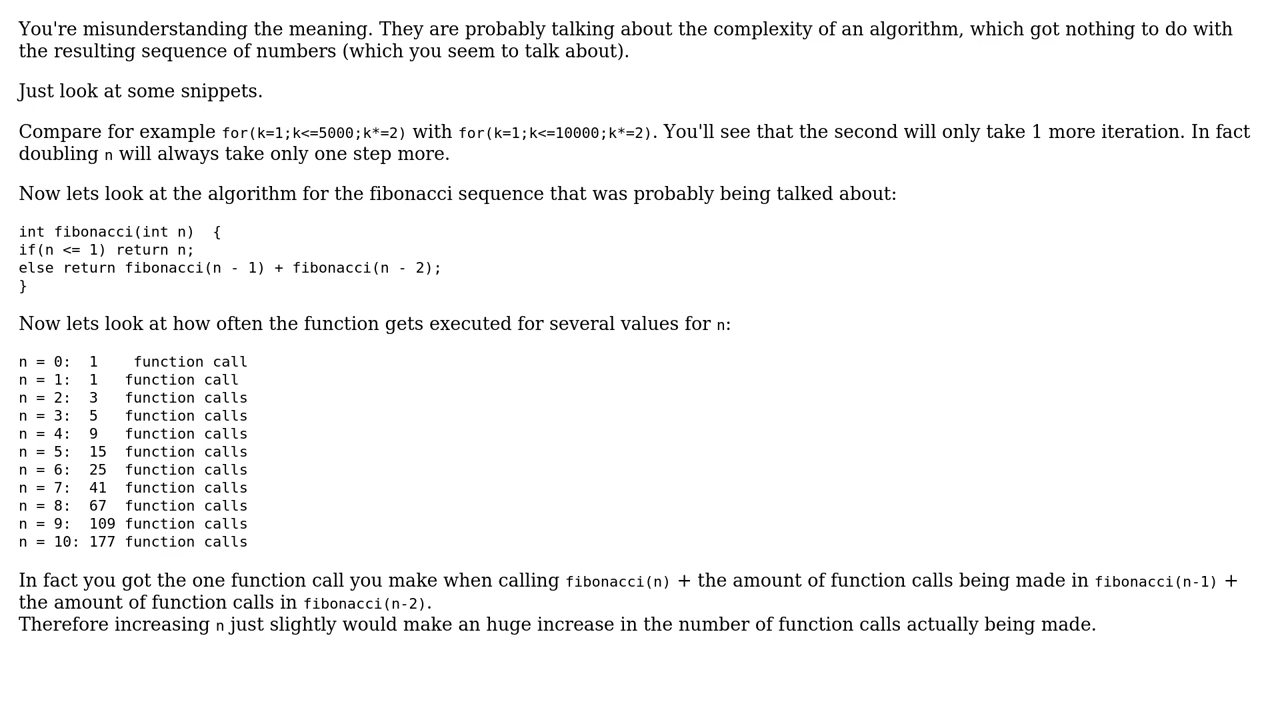 You're misunderstanding the meaning. They are probably talking about the complexity of an algorithm, which got nothing to do with
the resulting sequence of numbers (which you seem to talk about).
Just look at some snippets.
Compare for example for(k=1;k<=5000;k*=2) with for(k=1;k<=10000;k*=2). You'll see that the second will only take 1 more iteration. In fact
doubling n will always take only one step more.
Now lets look at the algorithm for the fibonacci sequence that was probably being talked about:
int fibonacci(int n)  {
if(n <= 1) return n;
else return fibonacci(n - 1) + fibonacci(n - 2);
}
Now lets look at how often the function gets executed for several values for n:
n = 0:  1    function call
n = 1:  1   function call
n = 2:  3   function calls
n = 3:  5   function calls
n = 4:  9   function calls
n = 5:  15  function calls
n = 6:  25  function calls
n = 7:  41  function calls
n = 8:  67  function calls
n = 9:  109 function calls
n = 10: 177 function calls
In fact you got the one function call you make when calling fibonacci(n) + the amount of function calls being made in fibonacci(n-1) +
the amount of function calls in fibonacci(n-2).
Therefore increasing n just slightly would make an huge increase in the number of function calls actually being made.